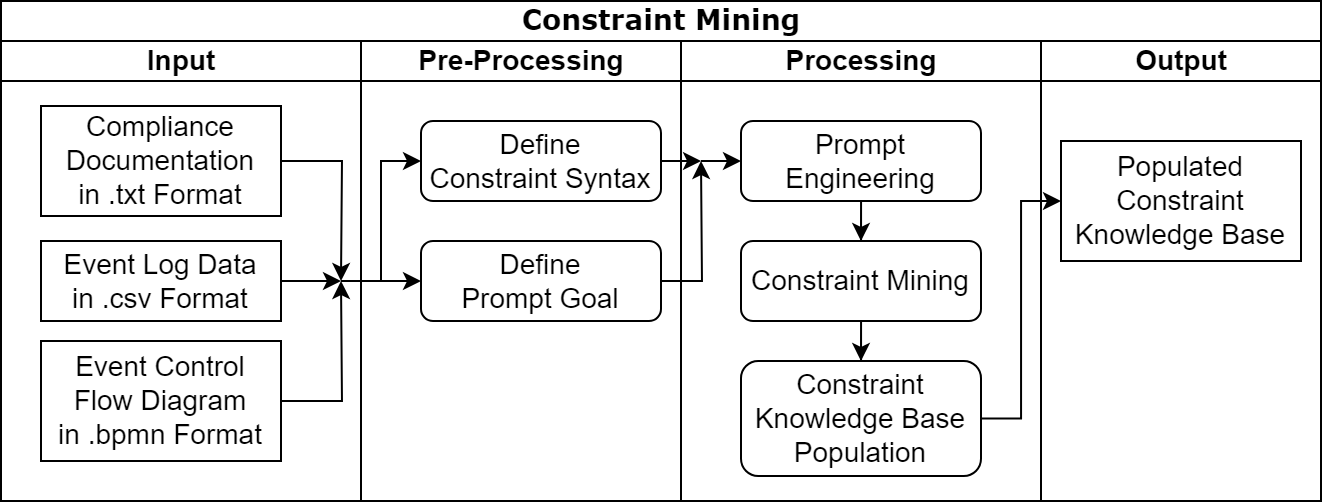 Constraint Mining
Input
Pre-Processing
Processing
Output
Compliance
Documentation
in .txt Format
Event Log Data
in .csv Format
Event Control
Flow Diagram
in .bpmn Format
Define
Constraint Syntax
Define
Prompt Goal
Prompt
Engineering
Constraint Mining
Constraint
Knowledge Base
Population
Populated
Constraint
Knowledge Base